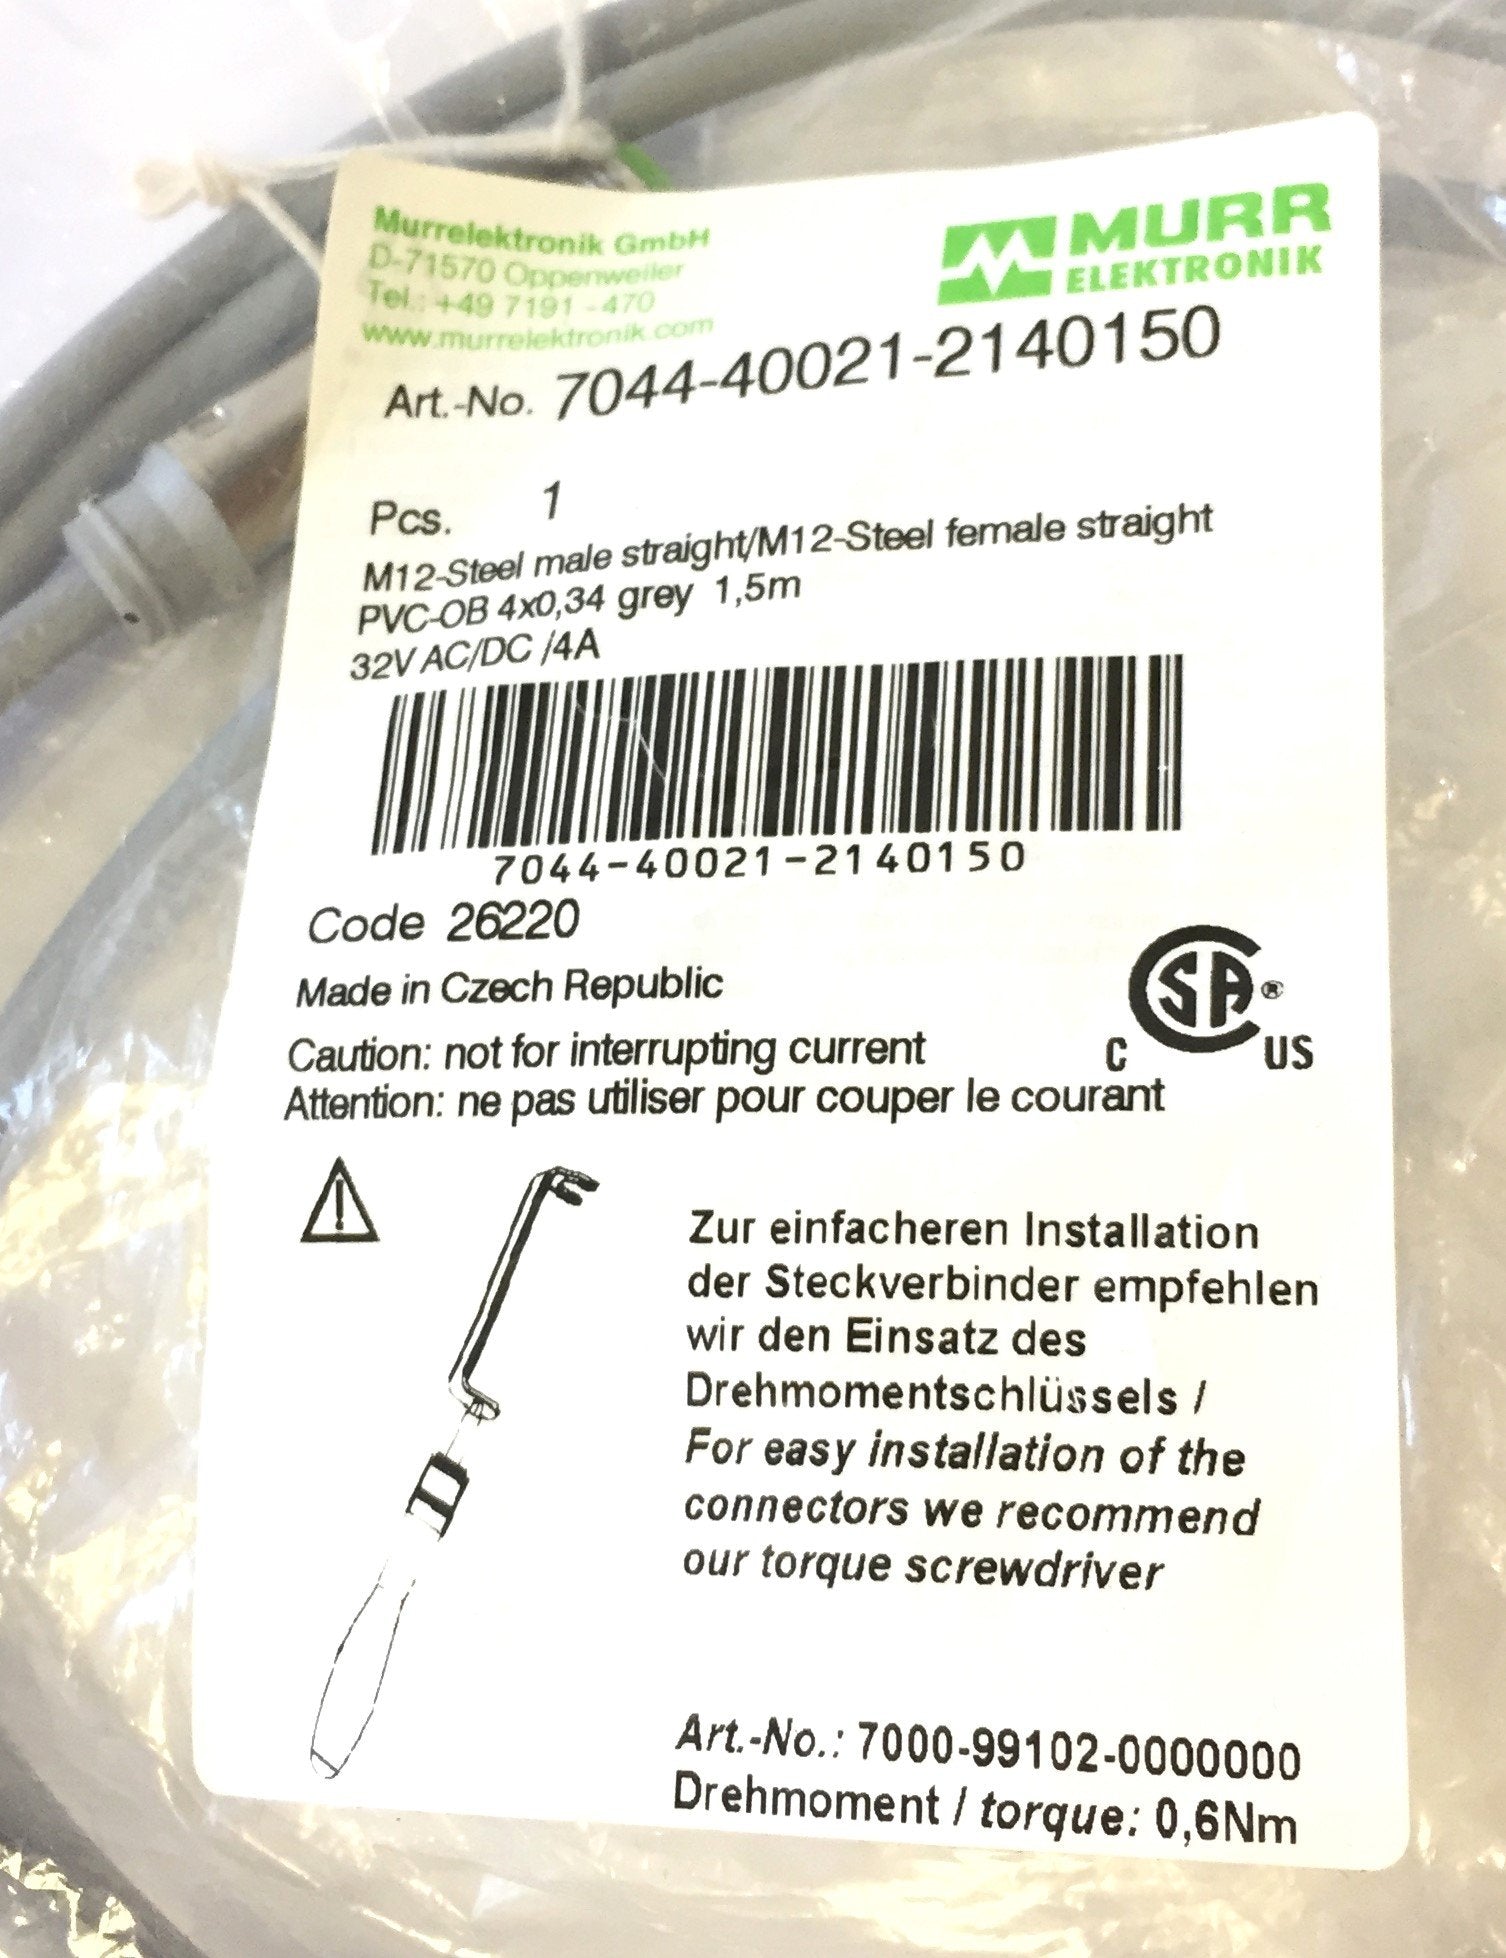 Murrelektronik GmbH
D-71570 Oppenweiler
Tel.: +49 7191 - 470
www.murrelektronik.com
MURR
ELEKTRONIK
Art.-No. 7044-40021-2140150
Pcs. 1
M12-Steel male straight/M12-Steel female straight
PVC-OB 4x0,34 grey 1,5m
32V AC/DC /4A
7044-40021-2140150
Code 26220
Made in Czech Republic
CSA®
C US
Caution: not for interrupting current
Attention: ne pas utiliser pour couper le courant
Zur einfacheren Installation
der Steckverbinder empfehlen
wir den Einsatz des
Drehmomentschlüssels /
For easy installation of the
connectors we recommend
our torque screwdriver
Art.-No.: 7000-99102-0000000
Drehmoment / torque: 0,6Nm